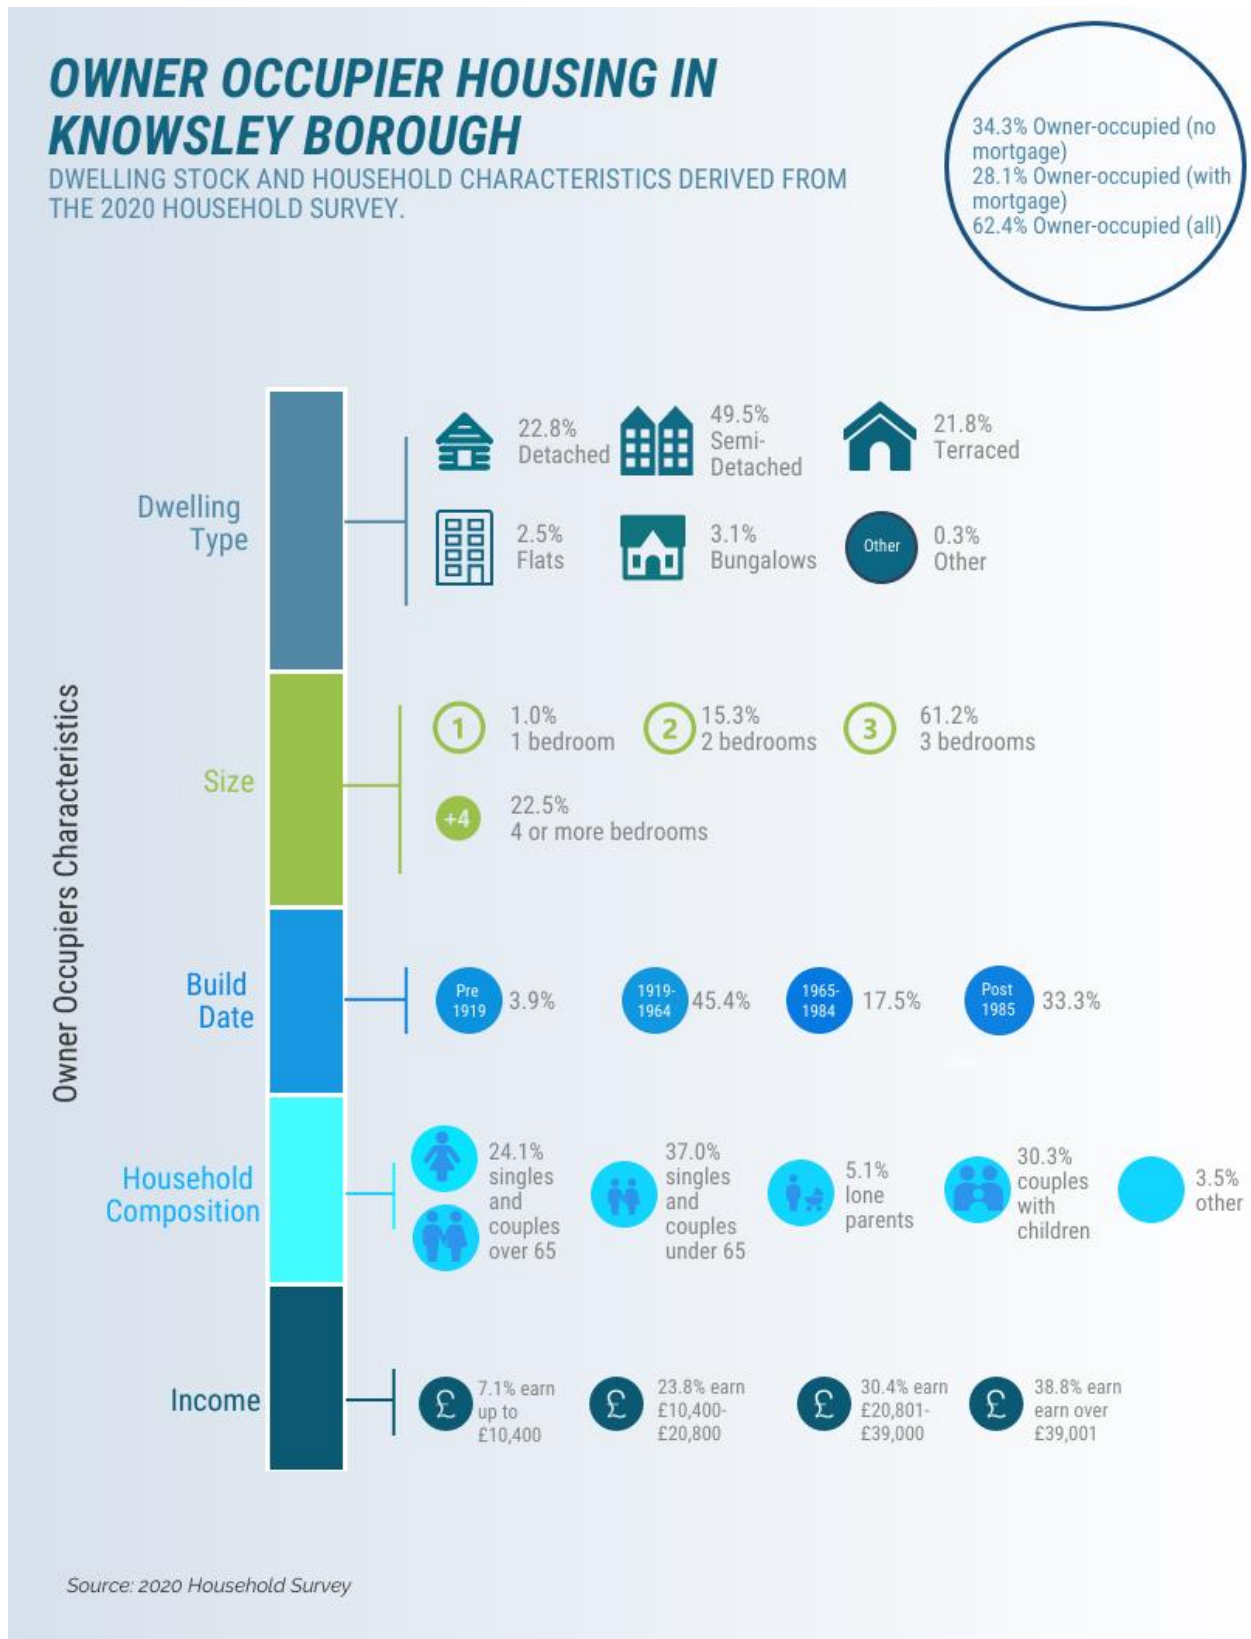 OWNER OCCUPIER HOUSING IN
KNOWSLEY BOROUGH
DWELLING STOCK AND HOUSEHOLD CHARACTERISTICS DERIVED FROM
THE 2020 HOUSEHOLD SURVEY.
34.3% Owner-occupied (no
mortgage)
28.1% Owner-occupied (with
mortgage)
62.4% Owner-occupied (all)
Owner Occupiers Characteristics
Dwelling
Type
22.8%
Detached
49.5%
Semi-
Detached
21.8%
Terraced
2.5%
Flats
3.1%
Bungalows
Other
0.3%
Other
Size
1
1.0%
1 bedroom
2
15.3%
2 bedrooms
3
61.2%
3 bedrooms
+4
22.5%
4 or more bedrooms
Build
Date
Pre
1919
3.9%
1919-
1964
45.4%
1965-
1984
17.5%
Post
1985
33.3%
Household
Composition
24.1%
singles
and
couples
over 65
37.0%
singles
and
couples
under 65
5.1%
lone
parents
30.3%
couples
with
children
3.5%
other
Income
£
7.1% earn
up to
£10,400
£
23.8% earn
£10,400-
£20,800
£
30.4% earn
£20,801-
£39,000
£
38.8% earn
earn over
£39,001
Source: 2020 Household Survey